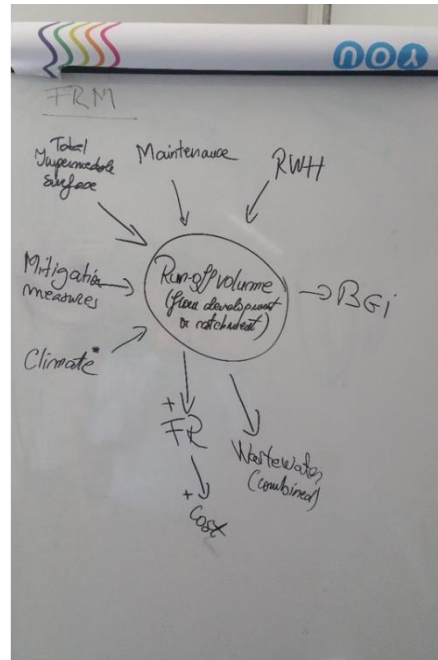 FRM
Total
Impermeable
surface
Maintenance
RWH
Mitigation
measures
Run-off volume
(from development
or catchment)
BGi
Climate*
+
FR
Wastewater
(combined)
+
Cost